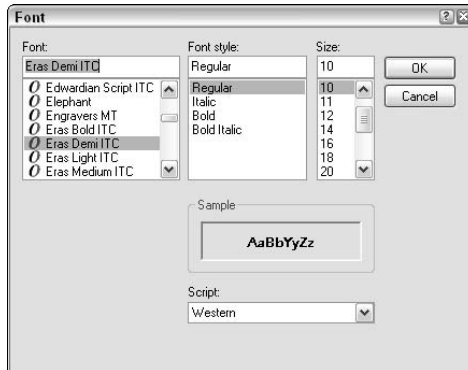 Font
Font:
Font style:
Size:
Eras Demi ITC
Regular
10
OK
Cancel
Edwardian Script ITC
Elephant
Engravers MT
Eras Bold ITC
Eras Demi ITC
Eras Light ITC
Eras Medium ITC
Regular
Italic
Bold
Bold Italic
10
11
12
14
16
18
20
Sample
AaBbYyZz
Script:
Western